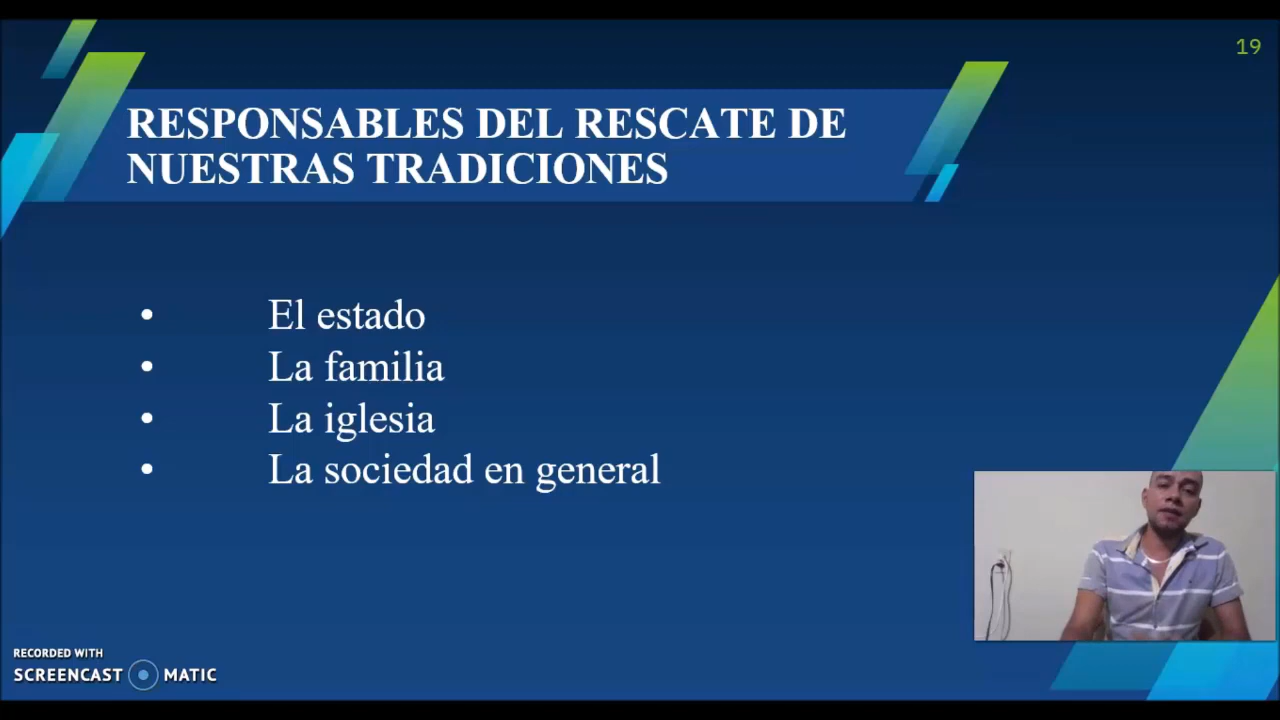 19
RESPONSABLES DEL RESCATE DE
NUESTRAS TRADICIONES
• El estado
• La familia
• La iglesia
• La sociedad en general
RECORDED WITH
SCREENCAST MATIC